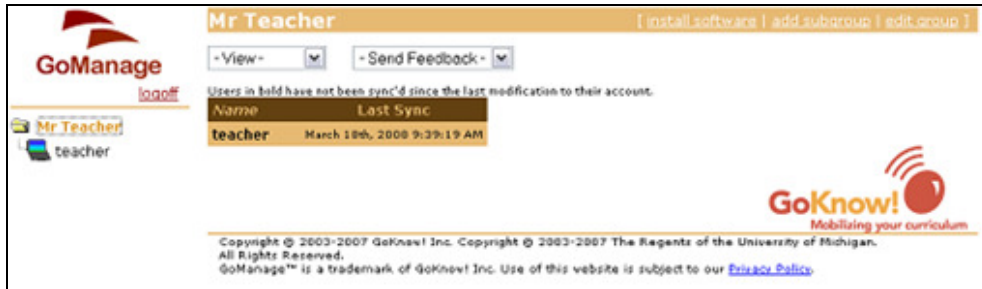 GoManage
logoff
Mr Teacher
teacher
Mr Teacher [ install software | add subgroup | edit group ]
-View- -Send Feedback-
Users in bold have not been sync'd since the last modification to their account.
Name Last Sync
teacher March 18th, 2008 9:39:19 AM
GoKnow!
Mobilizing your curriculum
Copyright © 2003-2007 GoKnow! Inc. Copyright © 2003-2007 The Regents of the University of Michigan.
All Rights Reserved.
GoManage™ is a trademark of GoKnow! Inc. Use of this website is subject to our Privacy Policy.